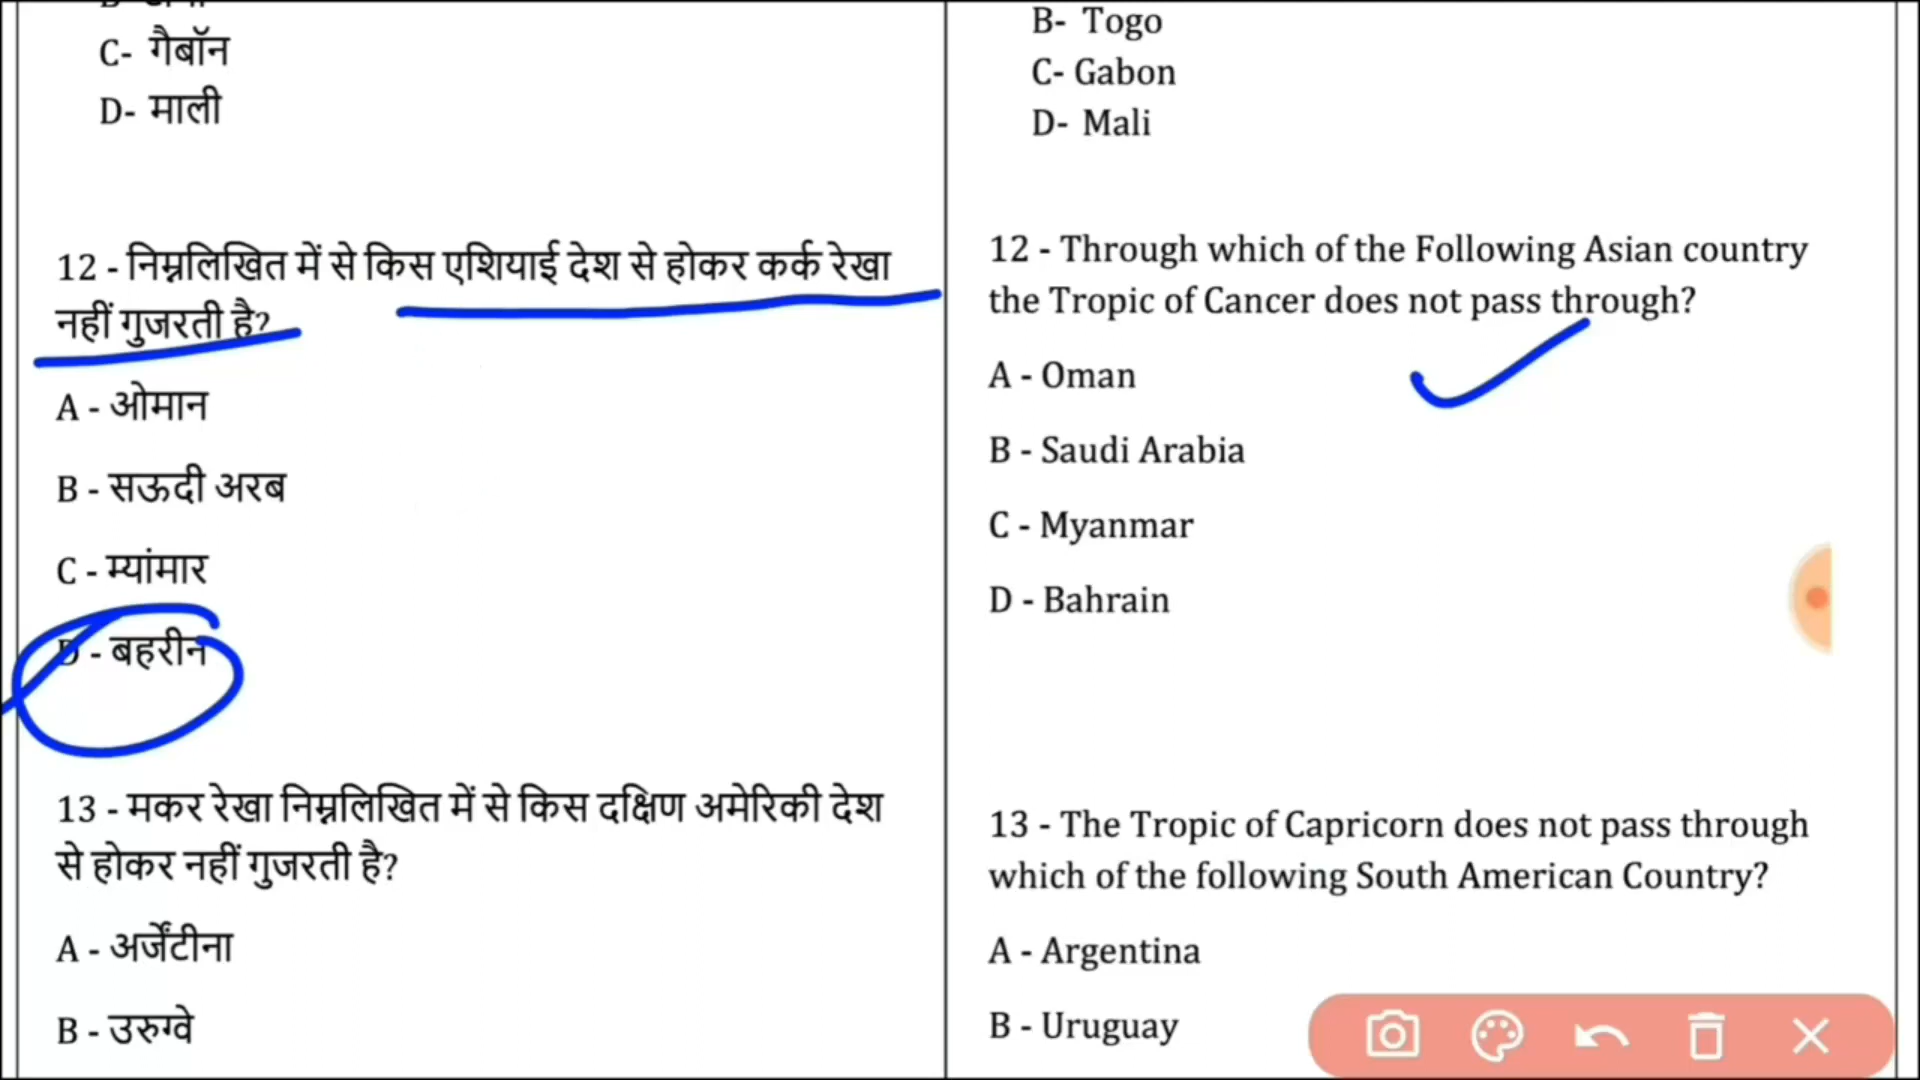 C- गैबॉन
D- माली
12 - निम्नलिखित में से किस एशियाई देश से होकर कर्क रेखा
नहीं गुजरती है?
A - ओमान
B - सऊदी अरब
C - म्यांमार
D - बहरीन
13 - मकर रेखा निम्नलिखित में से किस दक्षिण अमेरिकी देश
से होकर नहीं गुजरती है?
A - अर्जेंटीना
B - उरुग्वे
B- Togo
C- Gabon
D- Mali
12 - Through which of the Following Asian country
the Tropic of Cancer does not pass through?
A - Oman
B - Saudi Arabia
C - Myanmar
D - Bahrain
13 - The Tropic of Capricorn does not pass through
which of the following South American Country?
A - Argentina
B - Uruguay